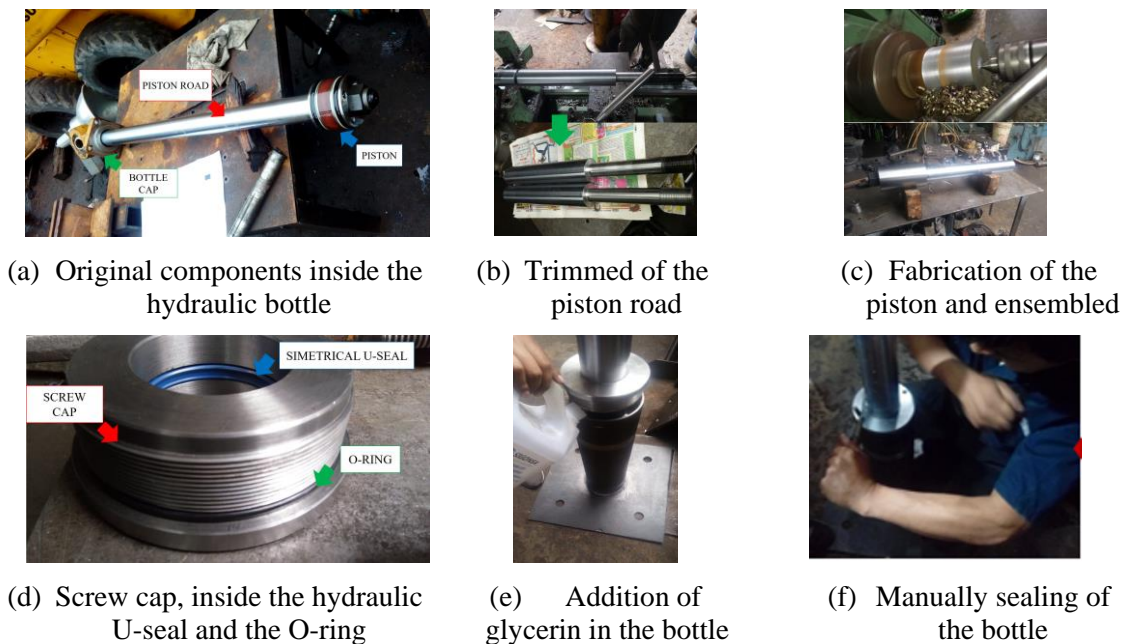 PISTON ROAD
PISTON
BOTTLE
CAP
(a) Original components inside the
hydraulic bottle
(b) Trimmed of the
piston road
(c) Fabrication of the
piston and ensembled
SIMETRICAL U-SEAL
SCREW
CAP
O-RING
(d) Screw cap, inside the hydraulic
U-seal and the O-ring
(e) Addition of
glycerin in the bottle
(f) Manually sealing of
the bottle